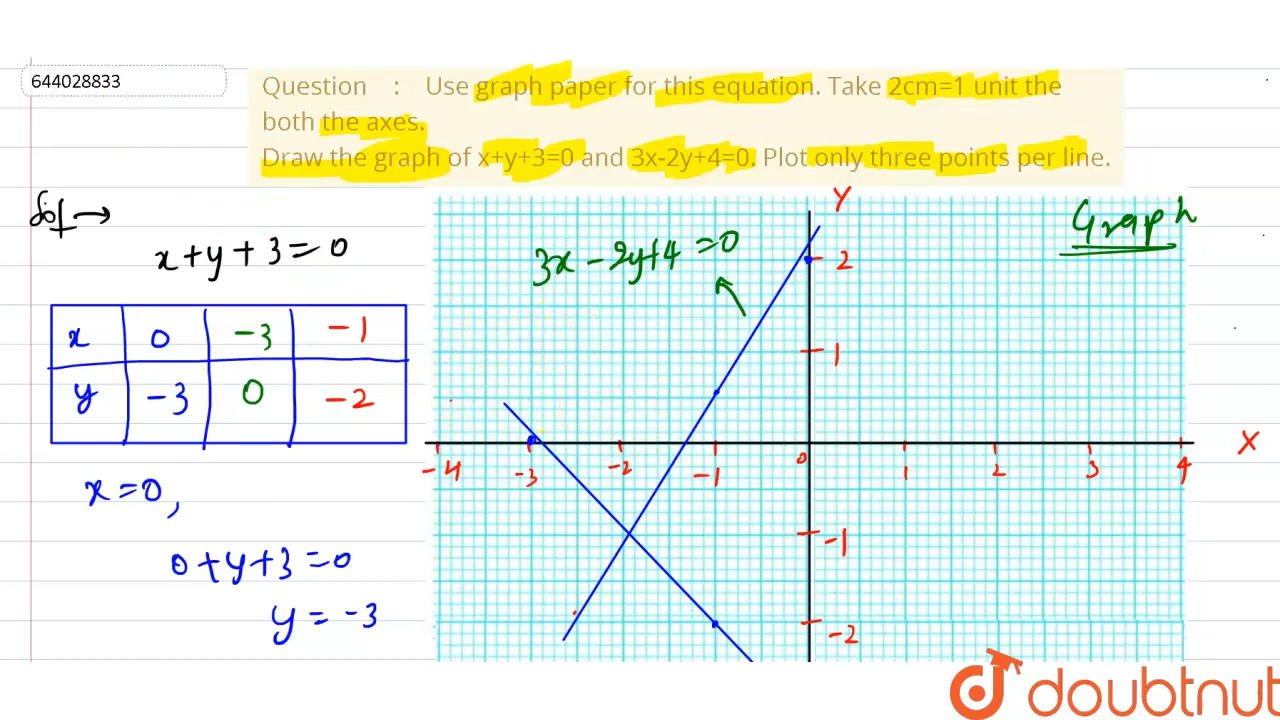 644028833
Question : Use graph paper for this equation. Take 2cm=1 unit the
both the axes.
Draw the graph of x+y+3=0 and 3x-2y+4=0. Plot only three points per line.
Sol →
x+y+3=0
x 0 -3 -1
y -3 0 -2
x=0,
0+y+3=0
y=-3
Graph
Y
3x-2y+4=0
2
1
-4 -3 -2 -1 0 1 2 3 4 X
-1
-2
doubtnut